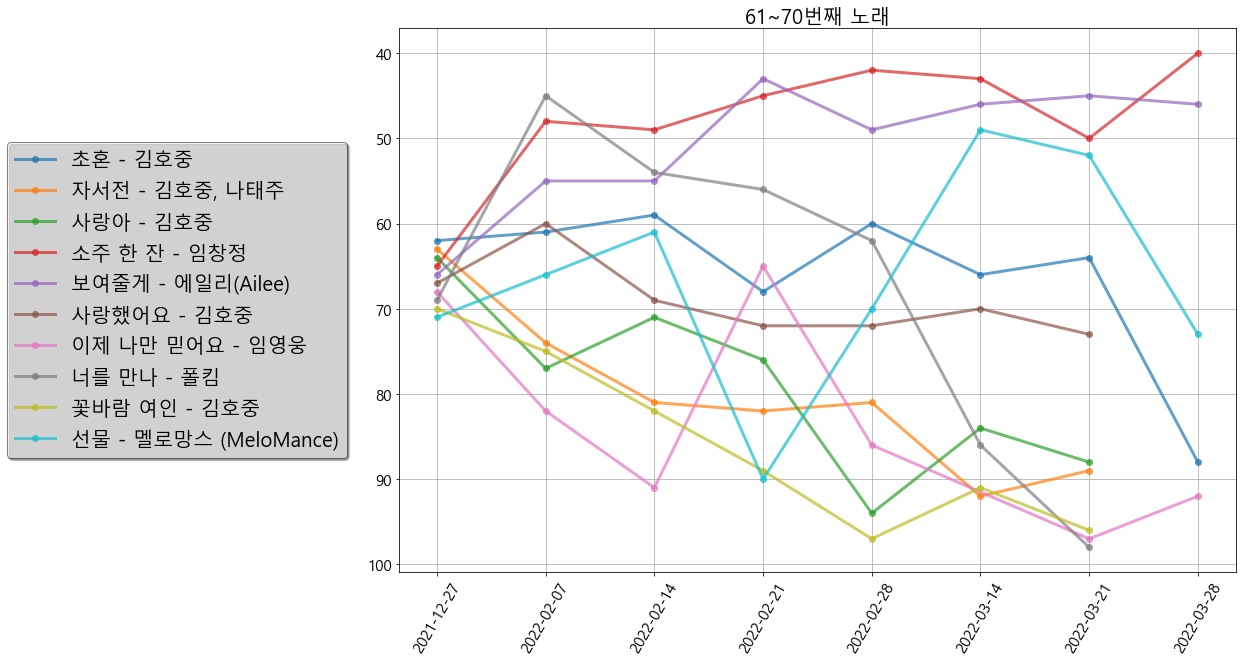 61~70번째 노래
초혼 - 김호중
자서전 - 김호중, 나태주
사랑아 - 김호중
소주 한 잔 - 임창정
보여줄게 - 에일리(Ailee)
사랑했어요 - 김호중
이제 나만 믿어요 - 임영웅
너를 만나 - 폴킴
꽃바람 여인 - 김호중
선물 - 멜로망스 (MeloMance)
40
50
60
70
80
90
100
2021-12-27
2022-02-07
2022-02-14
2022-02-21
2022-02-28
2022-03-14
2022-03-21
2022-03-28